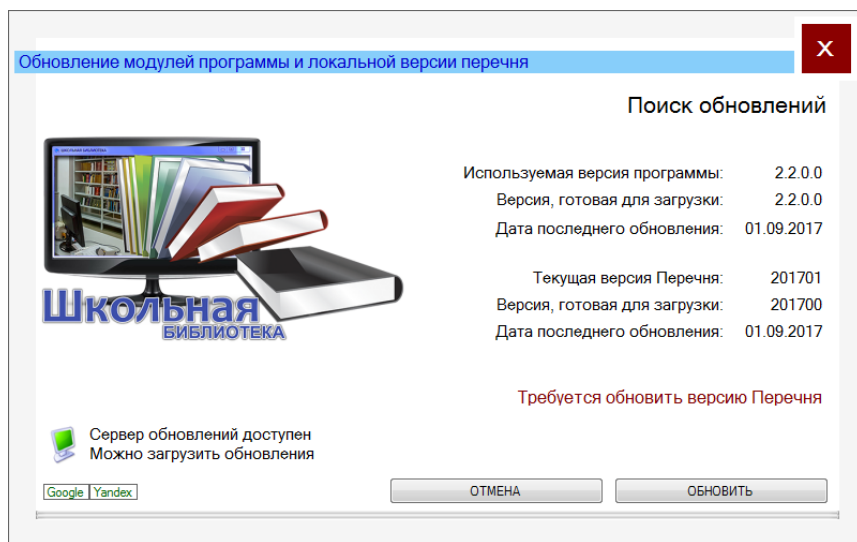 X
Обновление модулей программы и локальной версии перечня
Поиск обновлений
Используемая версия программы: 2.2.0.0
Версия, готовая для загрузки: 2.2.0.0
Дата последнего обновления: 01.09.2017
Текущая версия Перечня: 201701
Версия, готовая для загрузки: 201700
Дата последнего обновления: 01.09.2017
Школьная
БИБЛИОТЕКА
Требуется обновить версию Перечня
Сервер обновлений доступен
Можно загрузить обновления
Google Yandex
ОТМЕНА
ОБНОВИТЬ